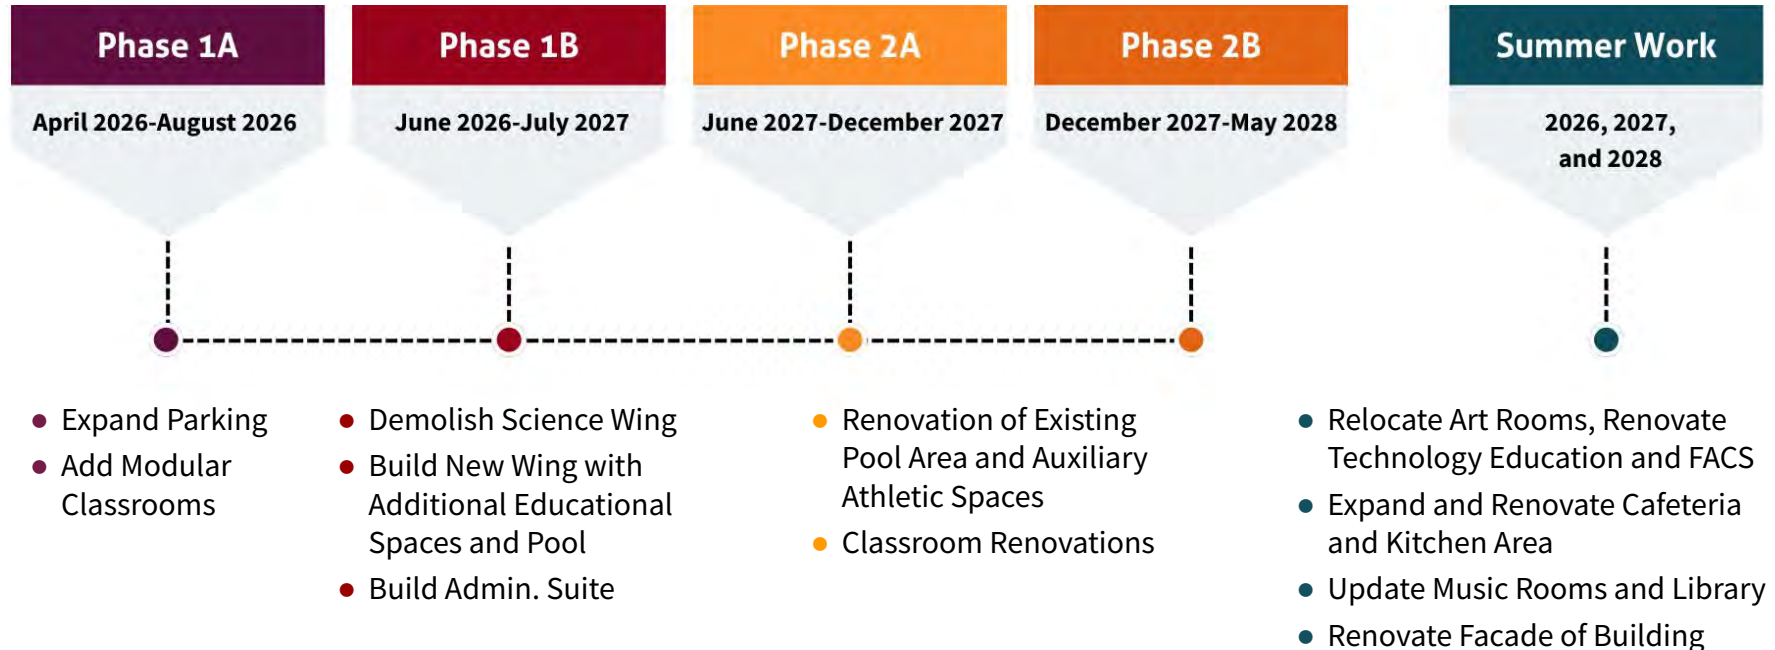 Phase 1A
April 2026-August 2026
Phase 1B
June 2026-July 2027
Phase 2A
June 2027-December 2027
Phase 2B
December 2027-May 2028
Summer Work
2026, 2027,
and 2028
Expand Parking
Add Modular
Classrooms
Demolish Science Wing
Build New Wing with
Additional Educational
Spaces and Pool
Build Admin. Suite
Renovation of Existing
Pool Area and Auxiliary
Athletic Spaces
Classroom Renovations
Relocate Art Rooms, Renovate
Technology Education and FACS
Expand and Renovate Cafeteria
and Kitchen Area
Update Music Rooms and Library
Renovate Facade of Building